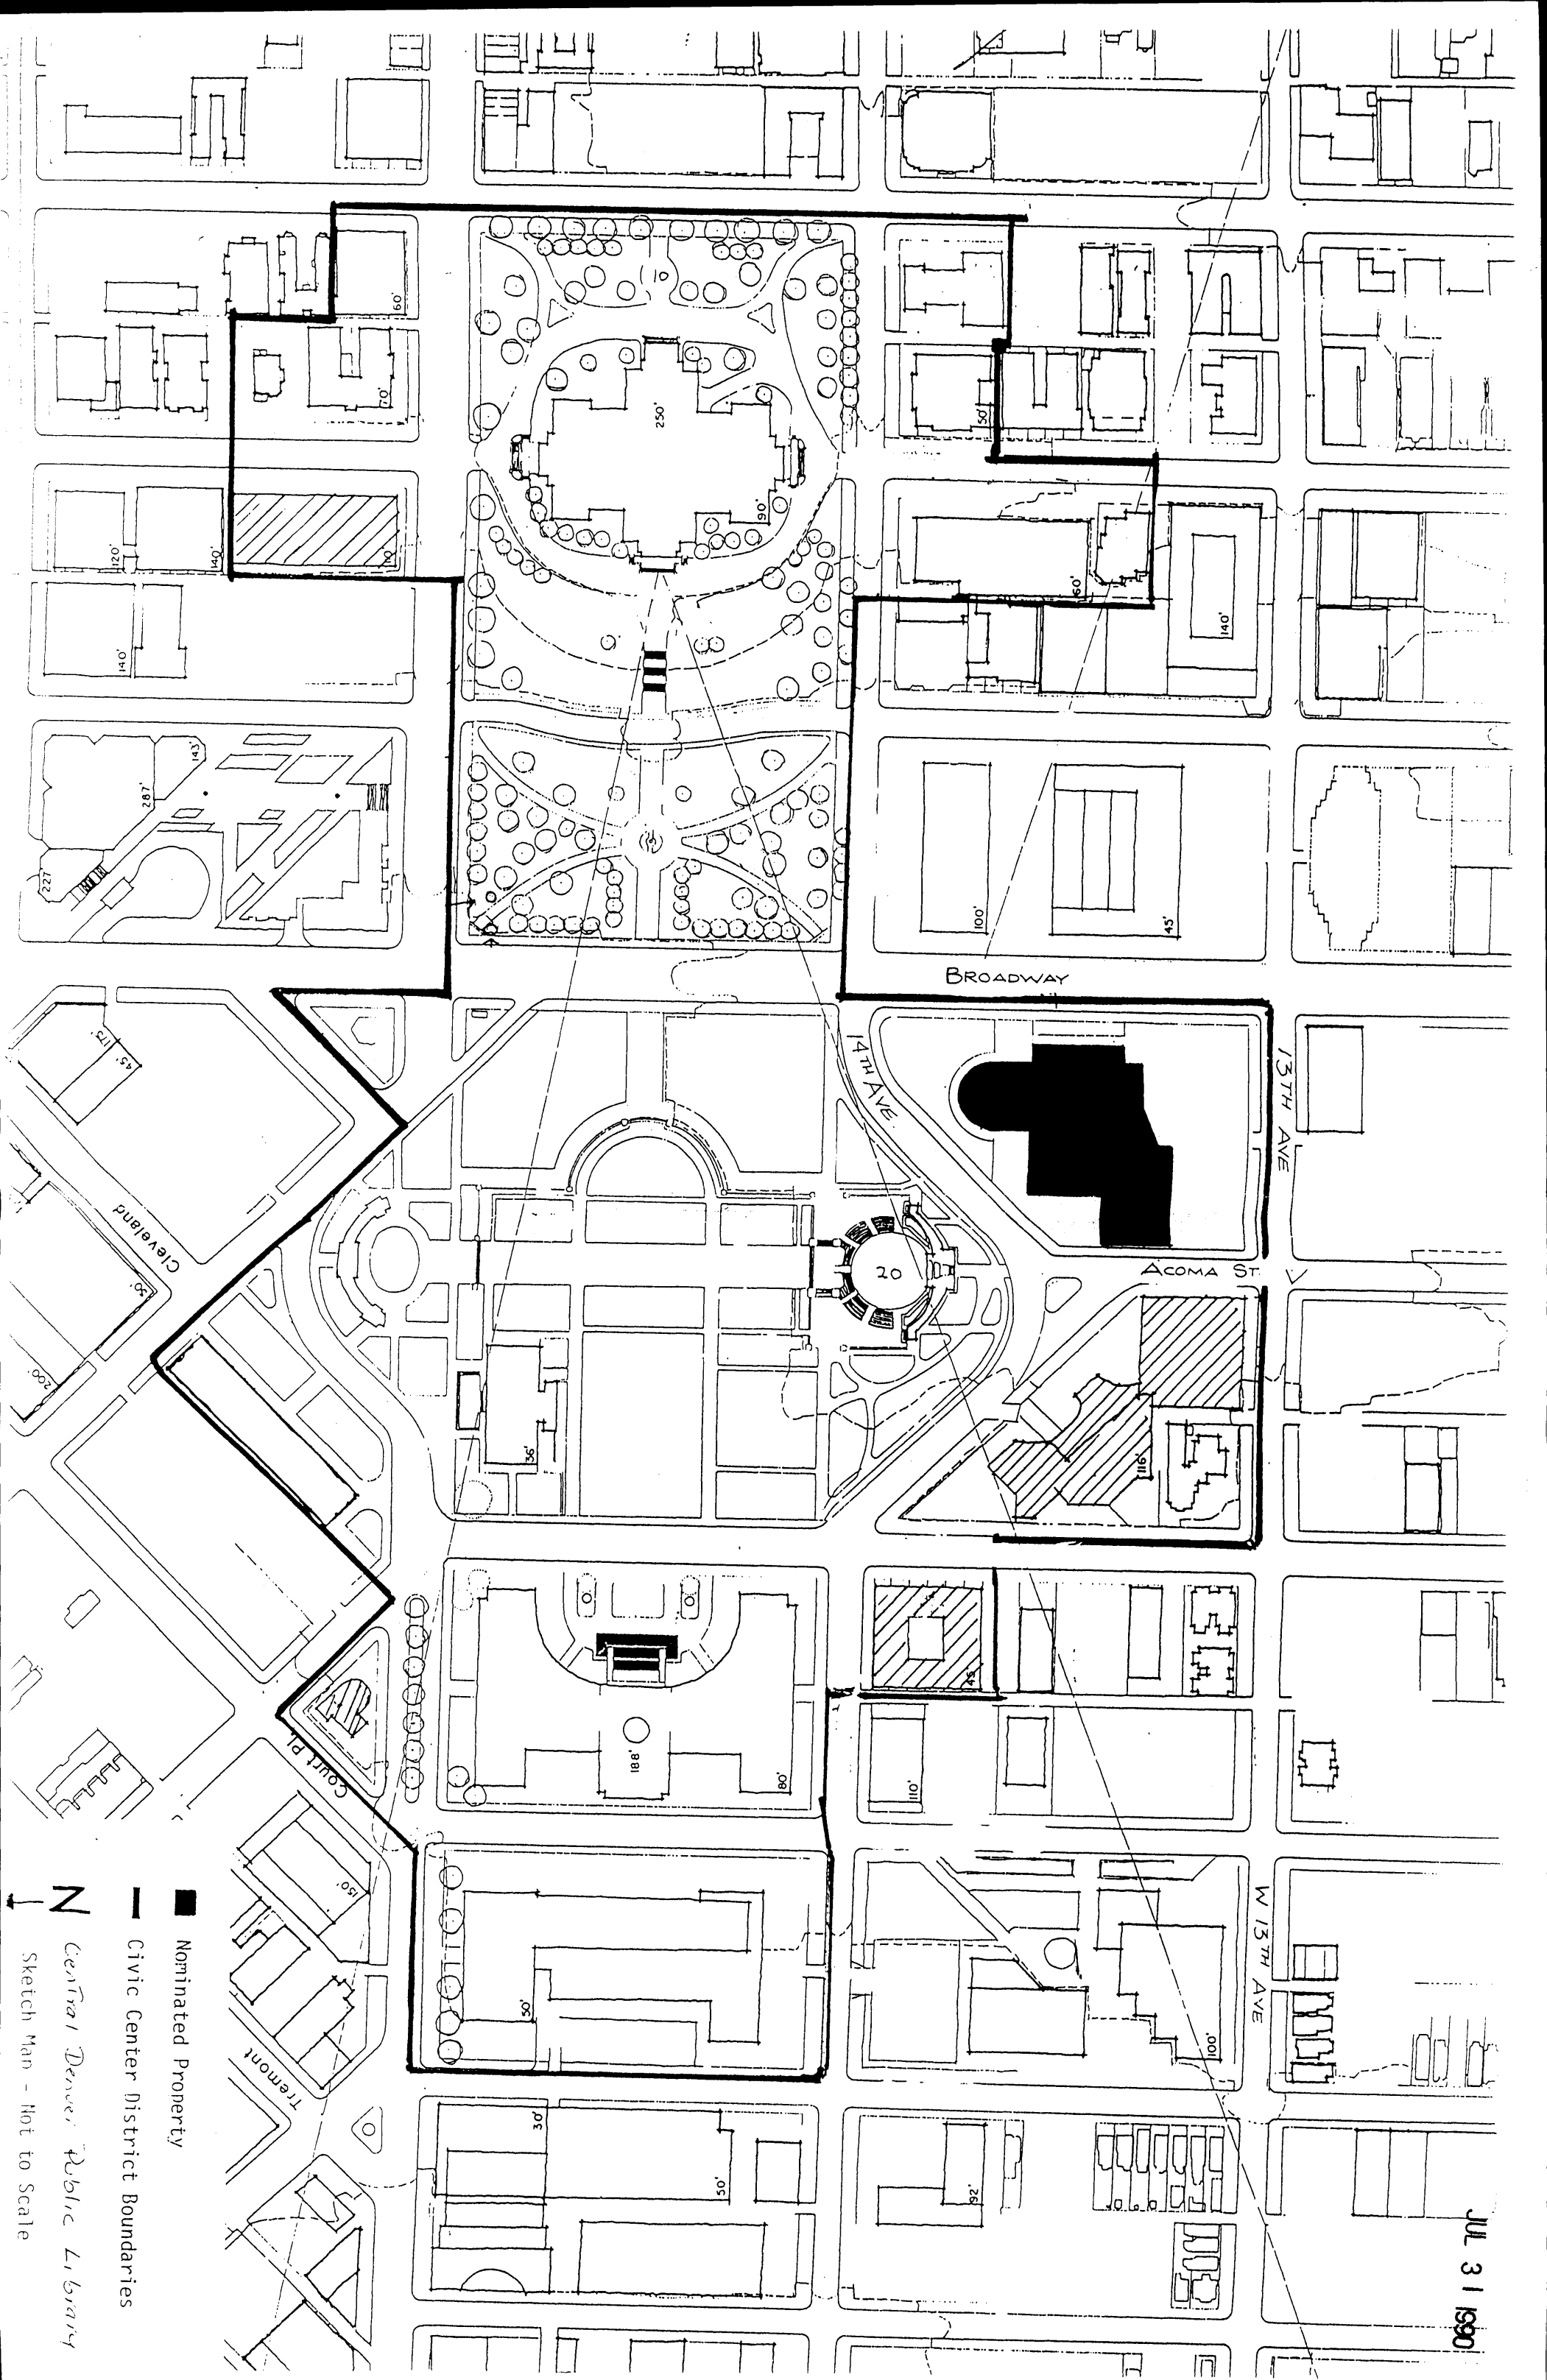 60'
70'
10
250'
90'
50'
120'
140'
110'
60'
140'
140'
143'
287'
227'
100'
45'
BROADWAY
14TH AVE.
13TH AVE
175'
45'
Cleveland
50'
200'
20
ACOMA ST.
36'
116'
45'
188'
80'
110'
Court Pl.
150'
50'
W 13TH AVE
100'
Tremont
30'
50'
92'
Nominated Property
Civic Center District Boundaries
N
Central Denver Public Library
Sketch Map - Not to Scale
JUL 31 1990